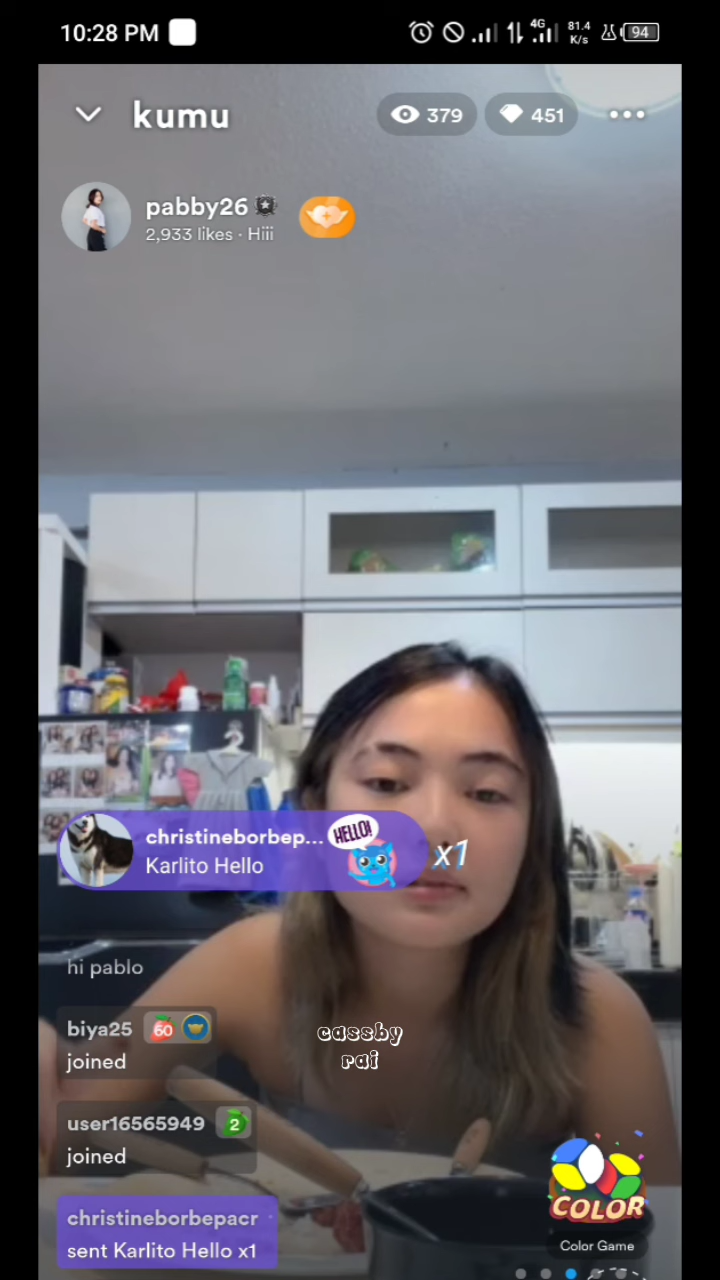 10:28 PM
4G
81.4
K/s
94
kumu
379
451
pabby26
2,933 likes · Hiii
christineborbep...
HELLO!
Karlito Hello
x1
hi pablo
biya25 60
joined
cassby
rai
user16565949 2
joined
christineborbepacr
sent Karlito Hello x1
COLOR
Color Game